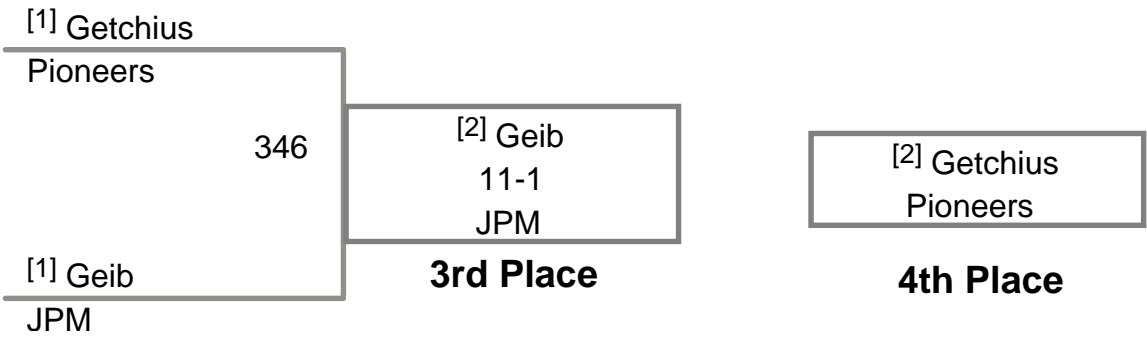 [1] Getchius
Pioneers
346
[2] Geib
11-1
JPM
3rd Place
[2] Getchius
Pioneers
4th Place
[1] Geib
JPM